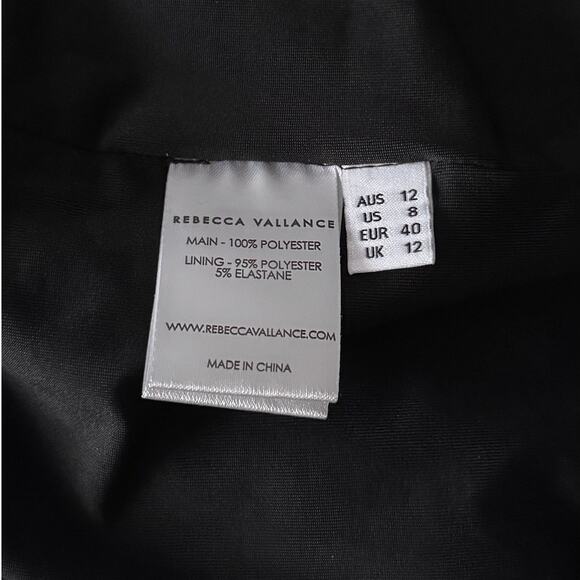 REBECCA VALLANCE
MAIN - 100% POLYESTER
LINING - 95% POLYESTER
5% ELASTANE
WWW.REBECCAVALLANCE.COM
MADE IN CHINA
AUS 12
US 8
EUR 40
UK 12